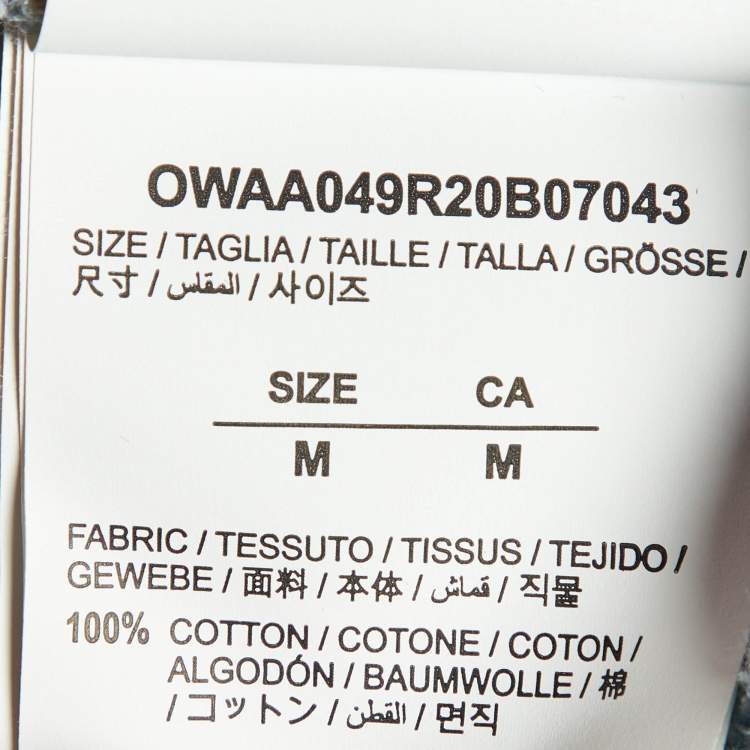 OWAA049R20B07043
SIZE / TAGLIA / TAILLE / TALLA / GRÖSSE /
尺寸 / المقاس / 사이즈
SIZE CA
M M
FABRIC / TESSUTO / TISSUS / TEJIDO /
GEWEBE / 面料 / 本体 / قماش / 직물
100% COTTON / COTONE / COTON /
ALGODÓN / BAUMWOLLE / 棉
/ コットン / القطن / 면직